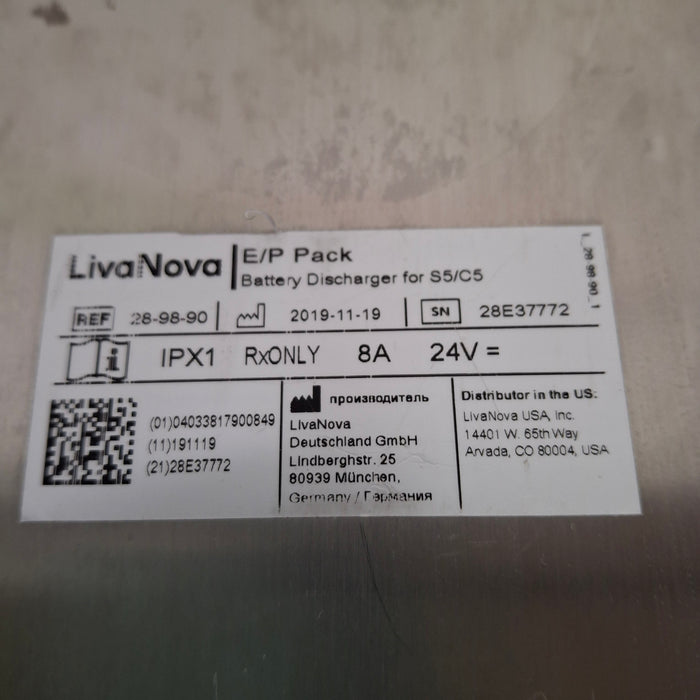 LivaNova
E/P Pack
Battery Discharger for S5/C5
REF 28-98-90
2019-11-19
SN 28E37772
L_28-98-90_1
i IPX1 RxONLY 8A 24V =
(01)04033817900849
(11)191119
(21)28E37772
производитель
LivaNova
Deutschland GmbH
Lindberghstr. 25
80939 München,
Germany / Германия
Distributor in the US:
LivaNova USA, Inc.
14401 W. 65th Way
Arvada, CO 80004, USA